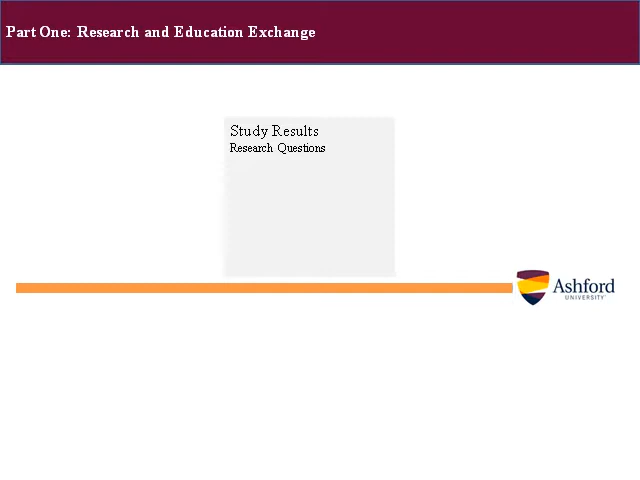 Part One: Research and Education Exchange
Study Results
Research Questions
Ashford
UNIVERSITY